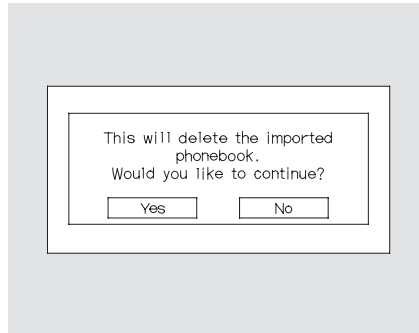 This will delete the imported
phonebook.
Would you like to continue?
Yes No